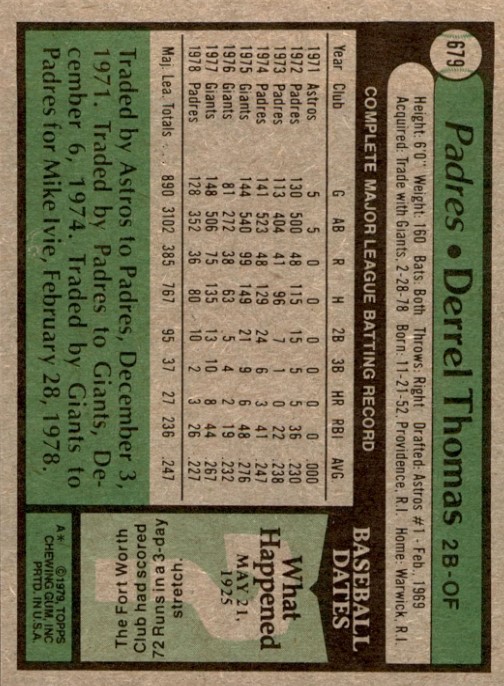 679
Padres • Derrel Thomas 2B-OF
Height: 6'0" Weight: 160 Bats: Both Throws: Right Drafted: Astros #1 - Feb., 1969
Acquired: Trade with Giants, 2-28-78 Born: 11-21-52, Providence, R.I. Home: Warwick, R.I.
COMPLETE MAJOR LEAGUE BATTING RECORD
Year Club G AB R H 2B 3B HR RBI AVG
1971 Astros 5 5 0 0 0 0 0 0 .000
1972 Padres 130 500 48 115 15 5 5 36 .230
1973 Padres 113 404 41 96 7 1 0 22 .238
1974 Padres 141 523 48 129 24 6 3 41 .247
1975 Giants 144 540 99 149 21 9 6 48 .276
1976 Giants 81 272 38 63 5 4 2 19 .232
1977 Giants 148 506 75 135 13 10 8 44 .267
1978 Padres 128 352 36 80 10 2 3 26 .227
Maj. Lea. Totals 890 3102 385 767 95 37 27 236 .247
Traded by Astros to Padres, December 3,
1971. Traded by Padres to Giants, De-
cember 6, 1974. Traded by Giants to
Padres for Mike Ivie, February 28, 1978.
BASEBALL
DATES
What
Happened
MAY 21,
1925
The Fort Worth
Club had scored
72 Runs in a 3-day
stretch.
A* ©1979, TOPPS
CHEWING GUM, INC
PRTD. IN U.S.A.